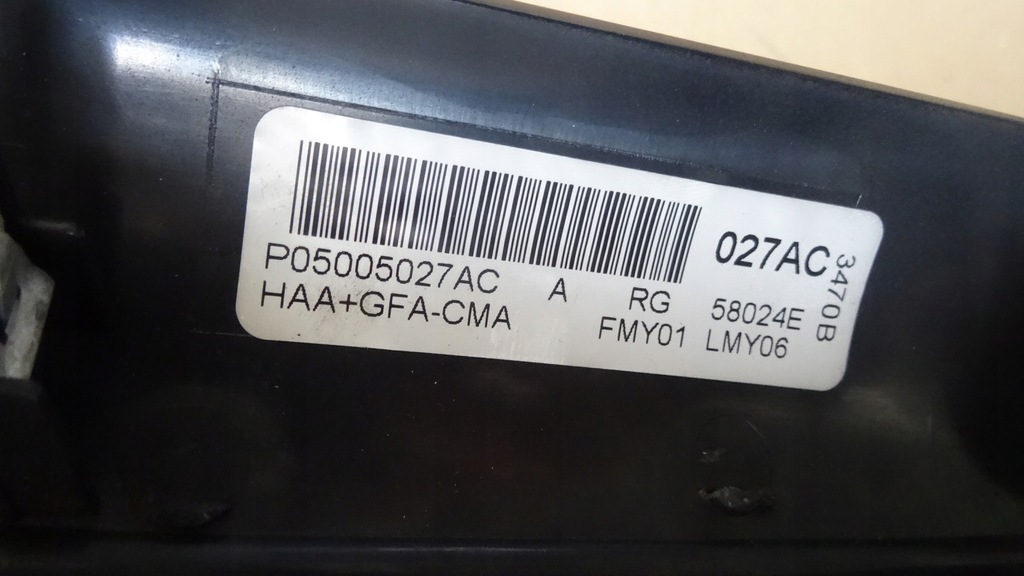 P05005027AC A RG 027AC
HAA+GFA-CMA FMY01 58024E
LMY06
3470B